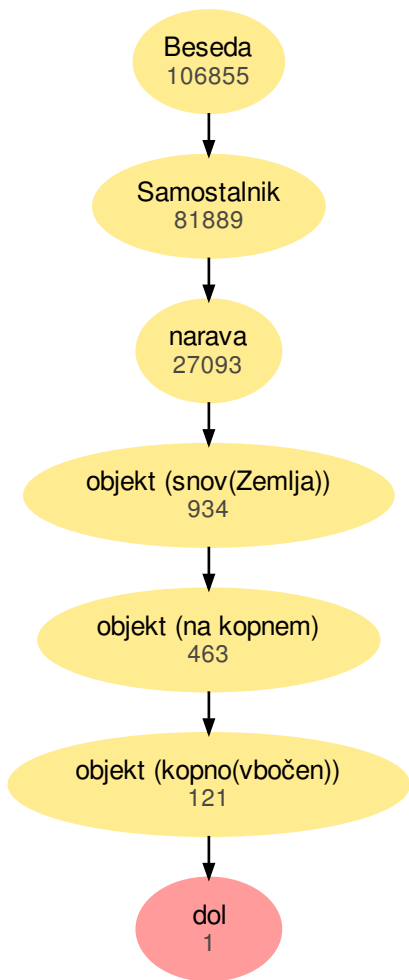 Beseda
106855
Samostalnik
81889
narava
27093
objekt (snov(Zemlja))
934
objekt (na kopnem)
463
objekt (kopno(vbočen))
121
dol
1